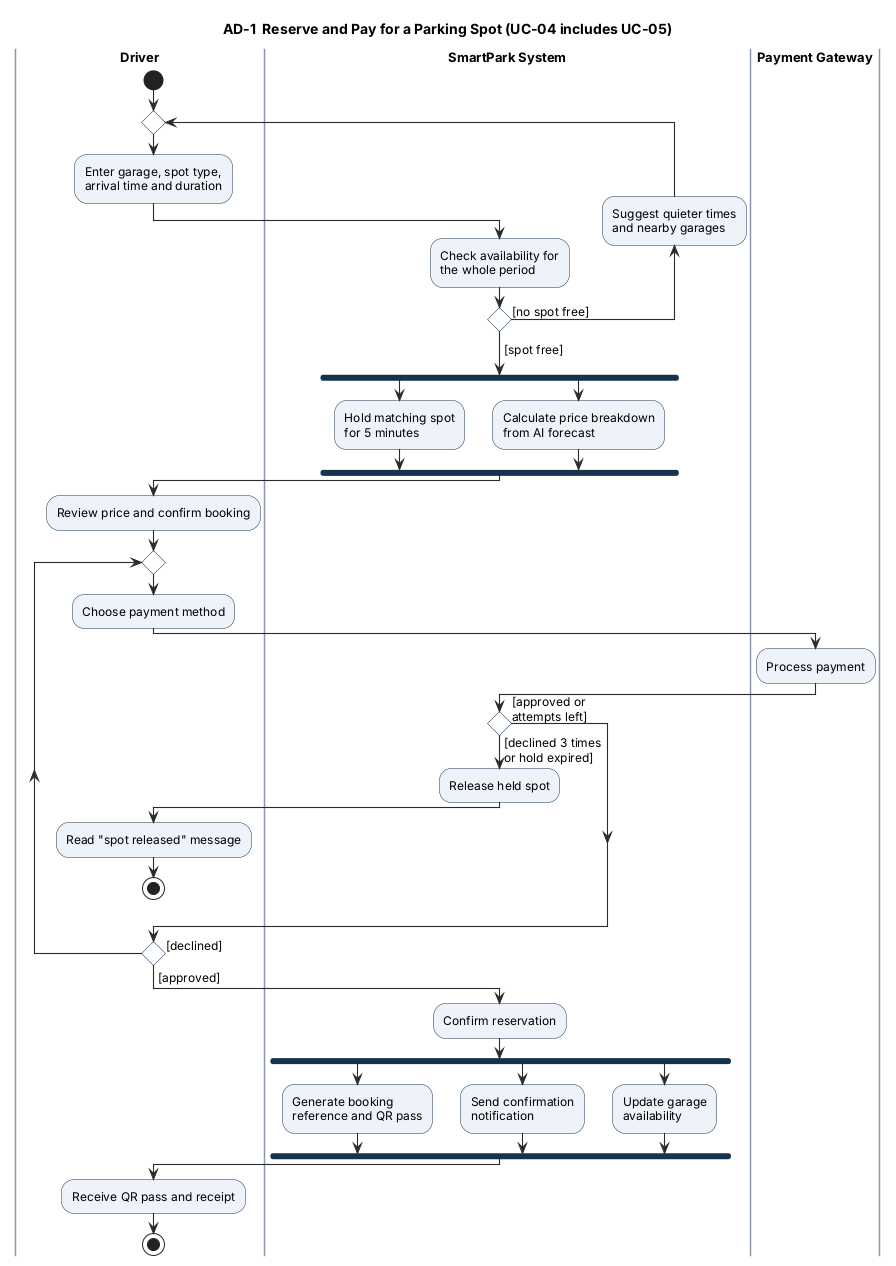 AD-1 Reserve and Pay for a Parking Spot (UC-04 includes UC-05)
Driver
SmartPark System
Payment Gateway
Enter garage, spot type,
arrival time and duration
Suggest quieter times
and nearby garages
Check availability for
the whole period
[no spot free]
[spot free]
Hold matching spot
for 5 minutes
Calculate price breakdown
from AI forecast
Review price and confirm booking
Choose payment method
Process payment
[approved or
attempts left]
[declined 3 times
or hold expired]
Release held spot
Read "spot released" message
[declined]
[approved]
Confirm reservation
Generate booking
reference and QR pass
Send confirmation
notification
Update garage
availability
Receive QR pass and receipt